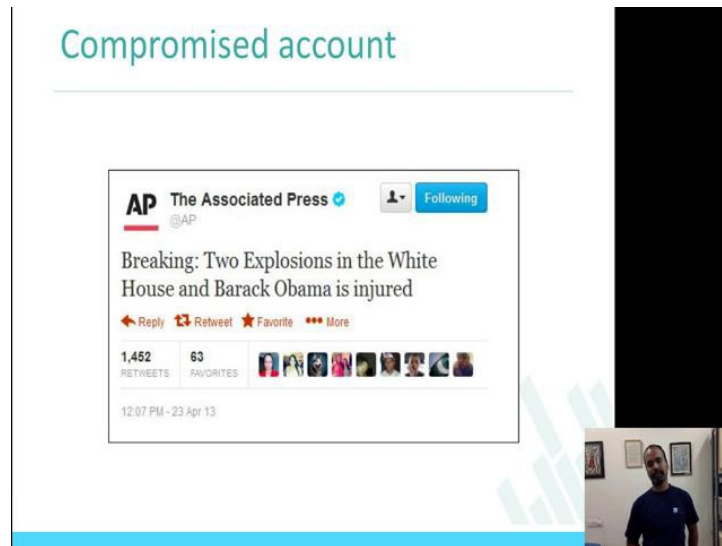 Compromised account
AP The Associated Press
@AP
Following
Breaking: Two Explosions in the White
House and Barack Obama is injured
Reply Retweet Favorite More
1,452 63
RETWEETS FAVORITES
12:07 PM - 23 Apr 13